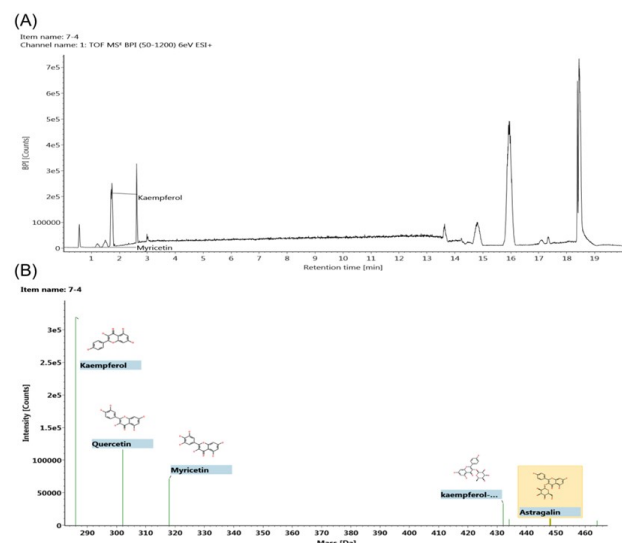 (A)
Item name: 7-4
Channel name: 1: TOF MSᴱ BPI (50-1200) 6eV ESI+
BPI [Counts]
7e5
6e5
5e5
4e5
3e5
2e5
100000
0
Kaempferol
Myricetin
1 2 3 4 5 6 7 8 9 10 11 12 13 14 15 16 17 18 19
Retention time [min]
(B)
Item name: 7-4
Intensity [Counts]
3e5
2.5e5
2e5
1.5e5
100000
50000
0
Kaempferol
Quercetin
Myricetin
kaempferol-...
Astragalin
290 300 310 320 330 340 350 360 370 380 390 400 410 420 430 440 450 460
Mass [Da]